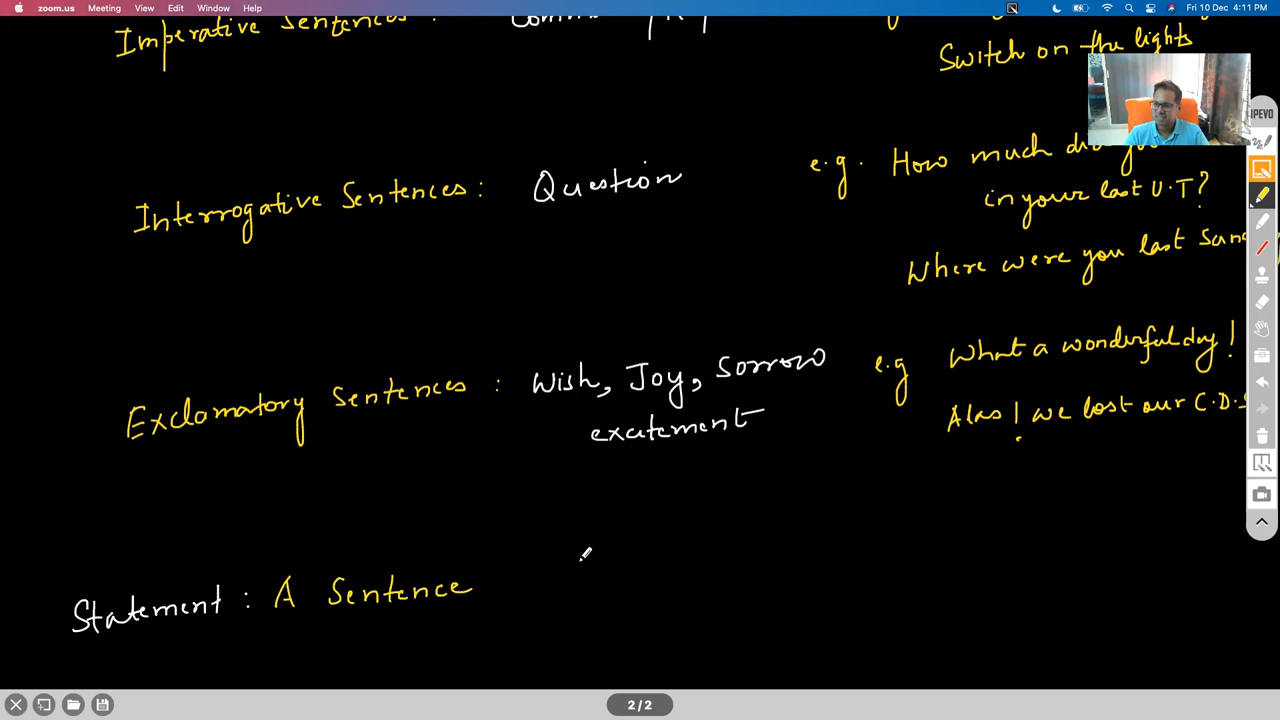 zoom.us Meeting View Edit Window Help Fri 10 Dec 4:11 PM
Imperative Sentences :
Switch on the lights
IPEVO
Interrogative Sentences : Question e.g. How much
in your last U.T?
Where were you last
Exclamatory Sentences : Wish, Joy, Sorrow e.g What a wonderful day!
excitement Alas ! we lost our C.D.S
Statement : A Sentence
2/2